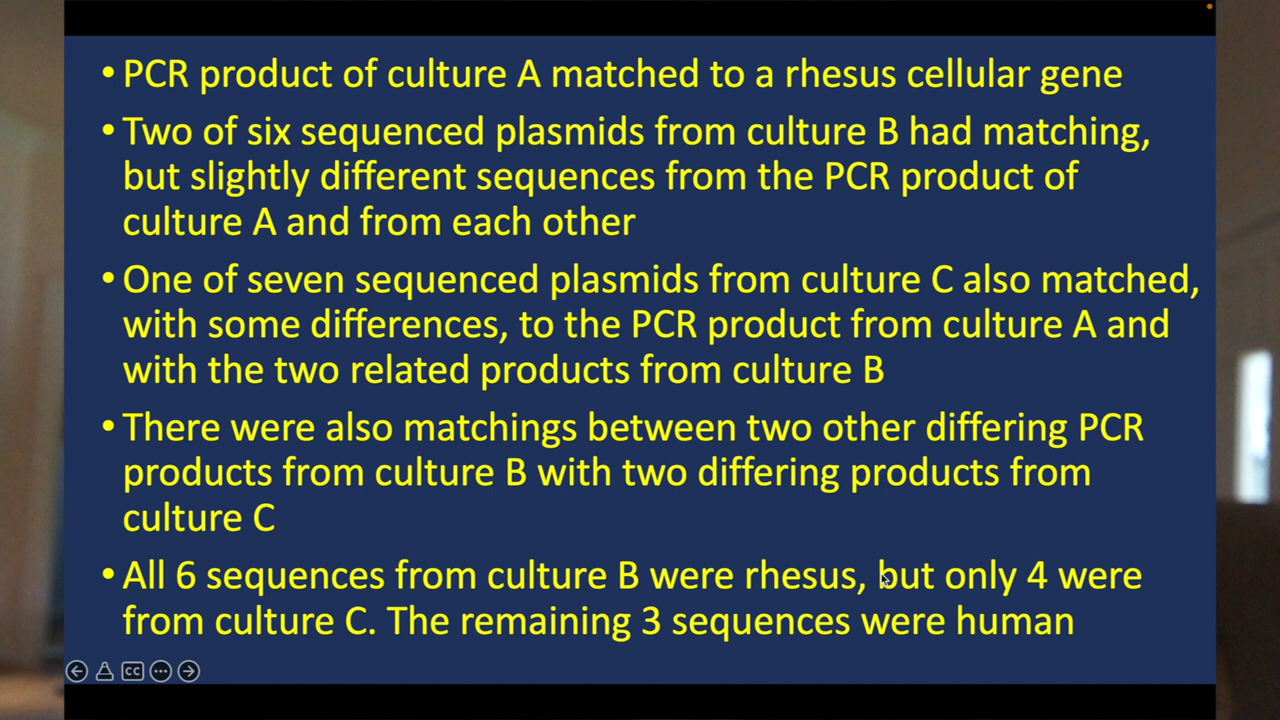 • PCR product of culture A matched to a rhesus cellular gene
• Two of six sequenced plasmids from culture B had matching,
but slightly different sequences from the PCR product of
culture A and from each other
• One of seven sequenced plasmids from culture C also matched,
with some differences, to the PCR product from culture A and
with the two related products from culture B
• There were also matchings between two other differing PCR
products from culture B with two differing products from
culture C
• All 6 sequences from culture B were rhesus, but only 4 were
from culture C. The remaining 3 sequences were human
CC